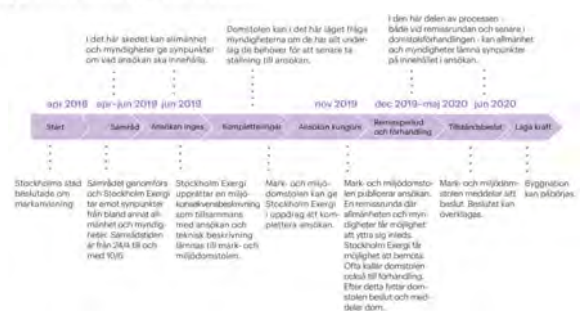 I det här skedet kan allmänhet
och myndigheter ge synpunkter
om vad ansökan ska innehålla.
Domstolen kan i det här läget fråga
myndigheterna om de har allt under-
lag de behöver för att senare ta
ställning till ansökan.
I den här delen av processen -
både vid remissrundan och senare i
domstolsförhandlingen - kan allmänhet
och myndigheter lämna synpunkter
på innehållet i ansökan.
apr 2018
apr-jun 2019
jun 2019
nov 2019
dec 2019-maj 2020
jun 2020
Start
Samråd
Ansökan inges
Kompletteringar
Ansökan kungörs
Remissperiod
och förhandling
Tillståndsbeslut
Laga kraft
Stockholms stad
beslutade om
markanvisning
Samrådet genomförs
och Stockholm Exergi
tar emot synpunkter
från bland annat all-
mänhet och myndig-
heter. Samrådstiden
är från 24/4 till och
med 10/6.
Stockholm Exergi
upprättar en miljö-
konsekvensbeskrivning
som tillsammans
med ansökan och
teknisk beskrivning
lämnas till mark- och
miljödomstolen.
Mark- och miljö-
domstolen kan ge
Stockholm Exergi
i uppdrag att kom-
plettera ansökan.
Mark- och miljödomsto-
len publicerar ansökan.
En remissrunda där
allmänheten och myn-
digheter får möjlighet
att yttra sig inleds.
Stockholm Exergi får
möjlighet att bemöta.
Ofta kallar domstolen
också till förhandling.
Efter detta fattar dom-
stolen beslut och med-
delar dom.
Mark- och miljödom-
stolen meddelar sitt
beslut. Beslutet kan
överklagas.
Byggnation
kan påbörjas.